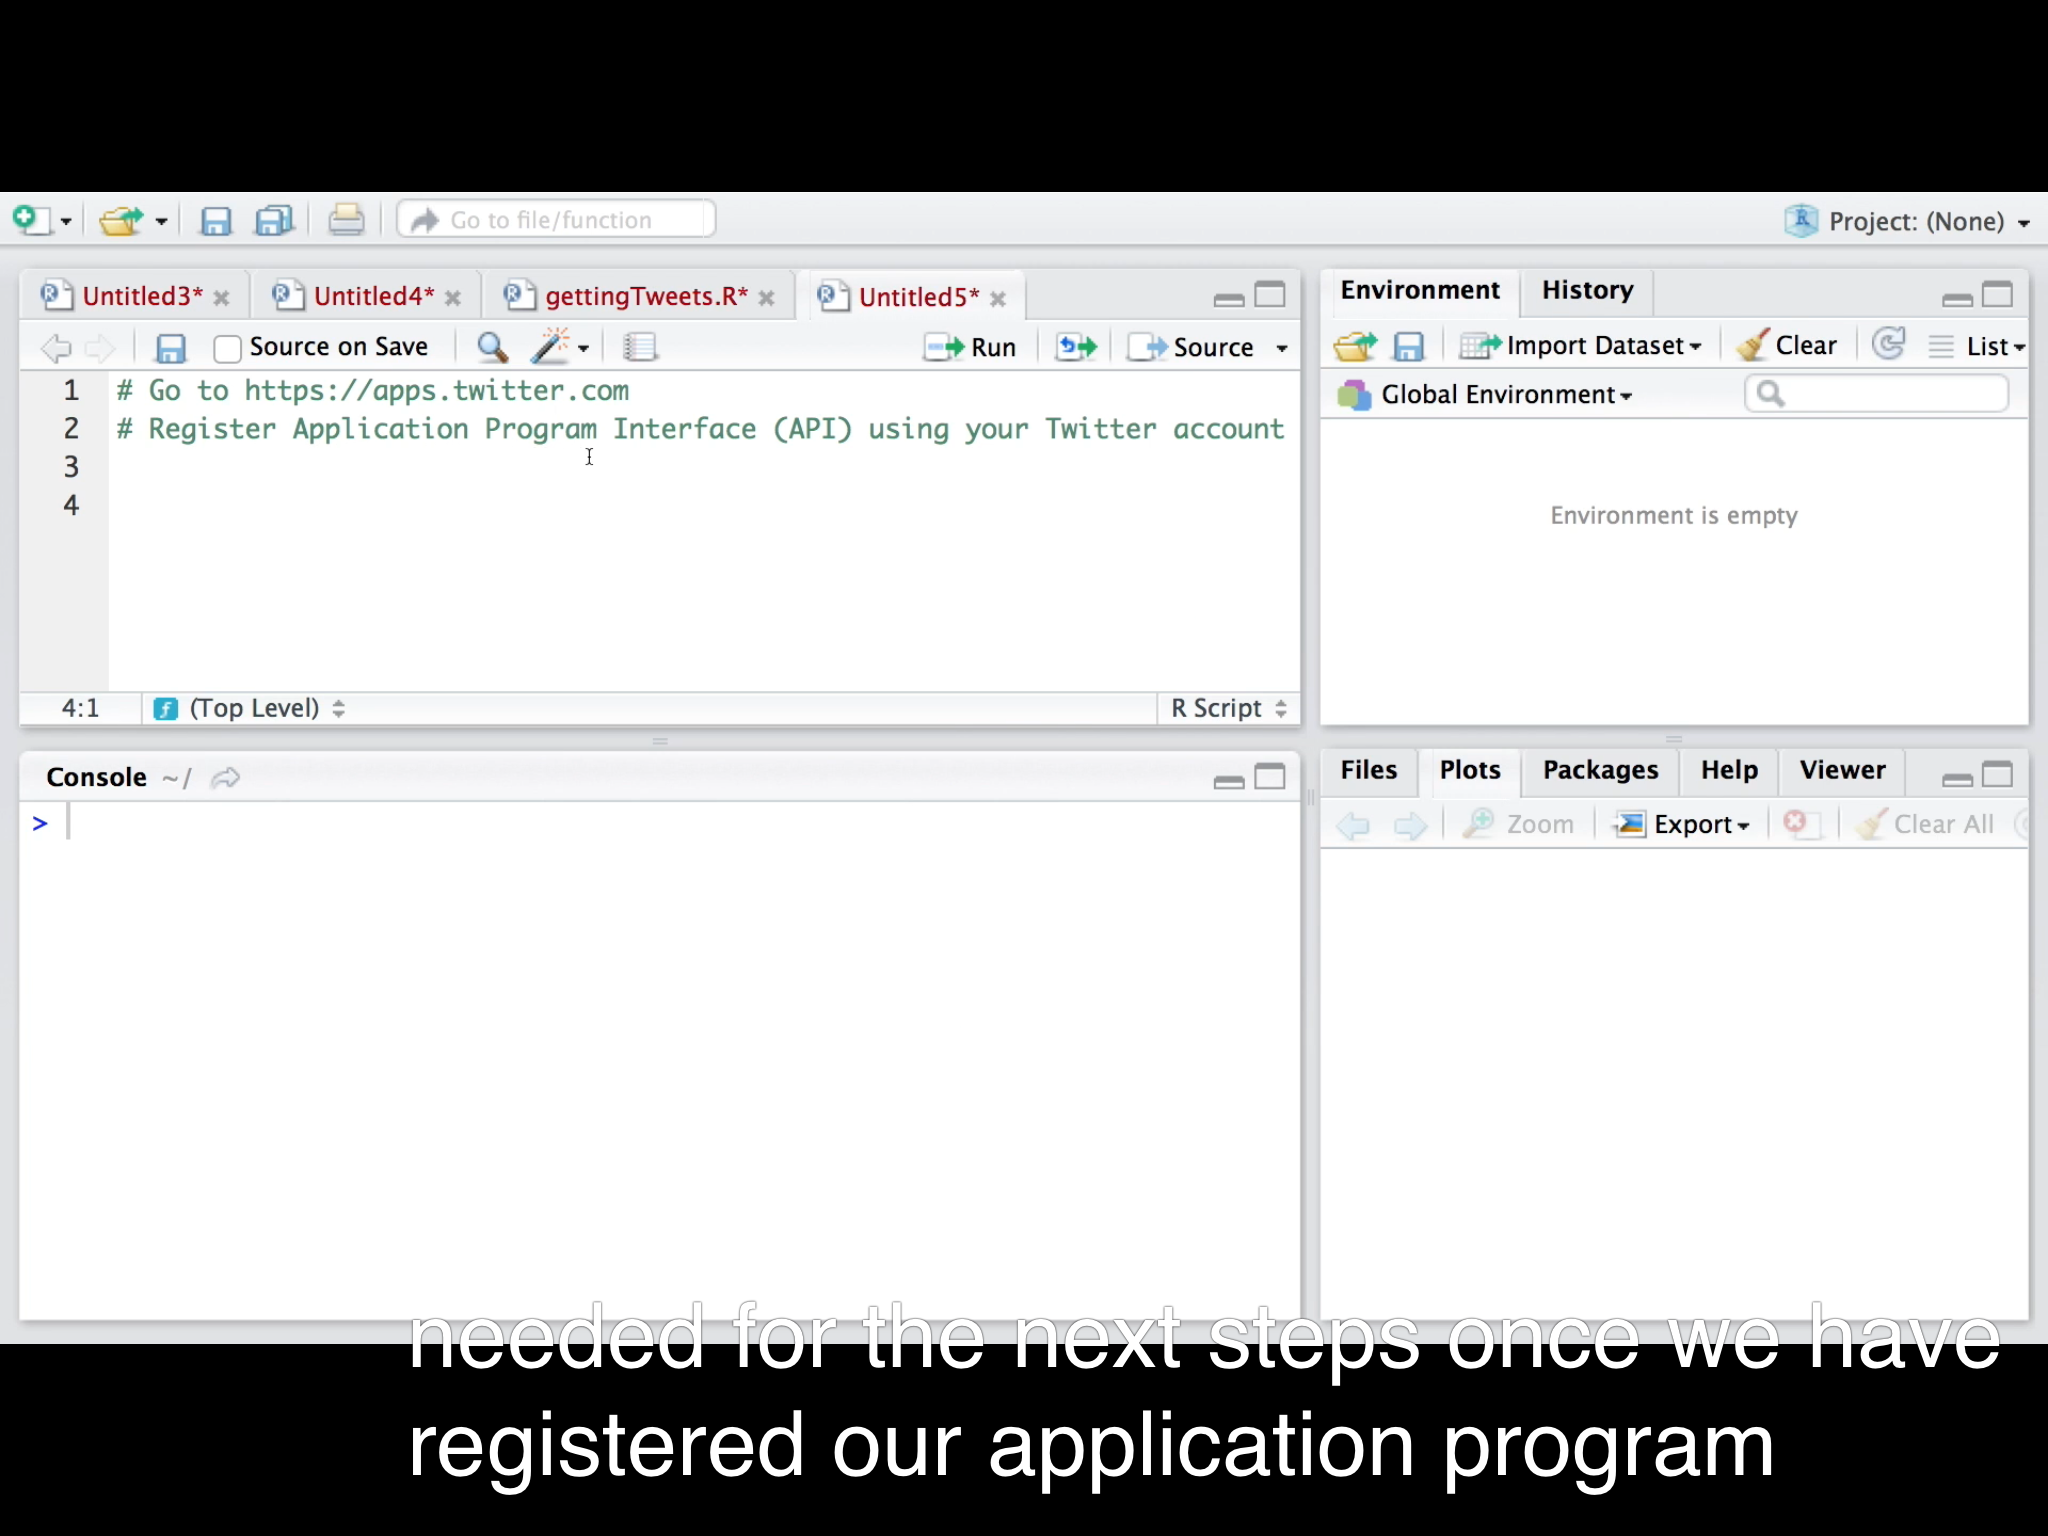 Go to file/function
Project: (None)
Untitled3*
Untitled4*
gettingTweets.R*
Untitled5*
Source on Save
Run
Source
1 # Go to https://apps.twitter.com
2 # Register Application Program Interface (API) using your Twitter account
3
4
4:1 (Top Level)
R Script
Console ~/
>
Environment History
Import Dataset
Clear
List
Global Environment
Environment is empty
Files Plots Packages Help Viewer
Zoom
Export
Clear All
needed for the next steps once we have
registered our application program